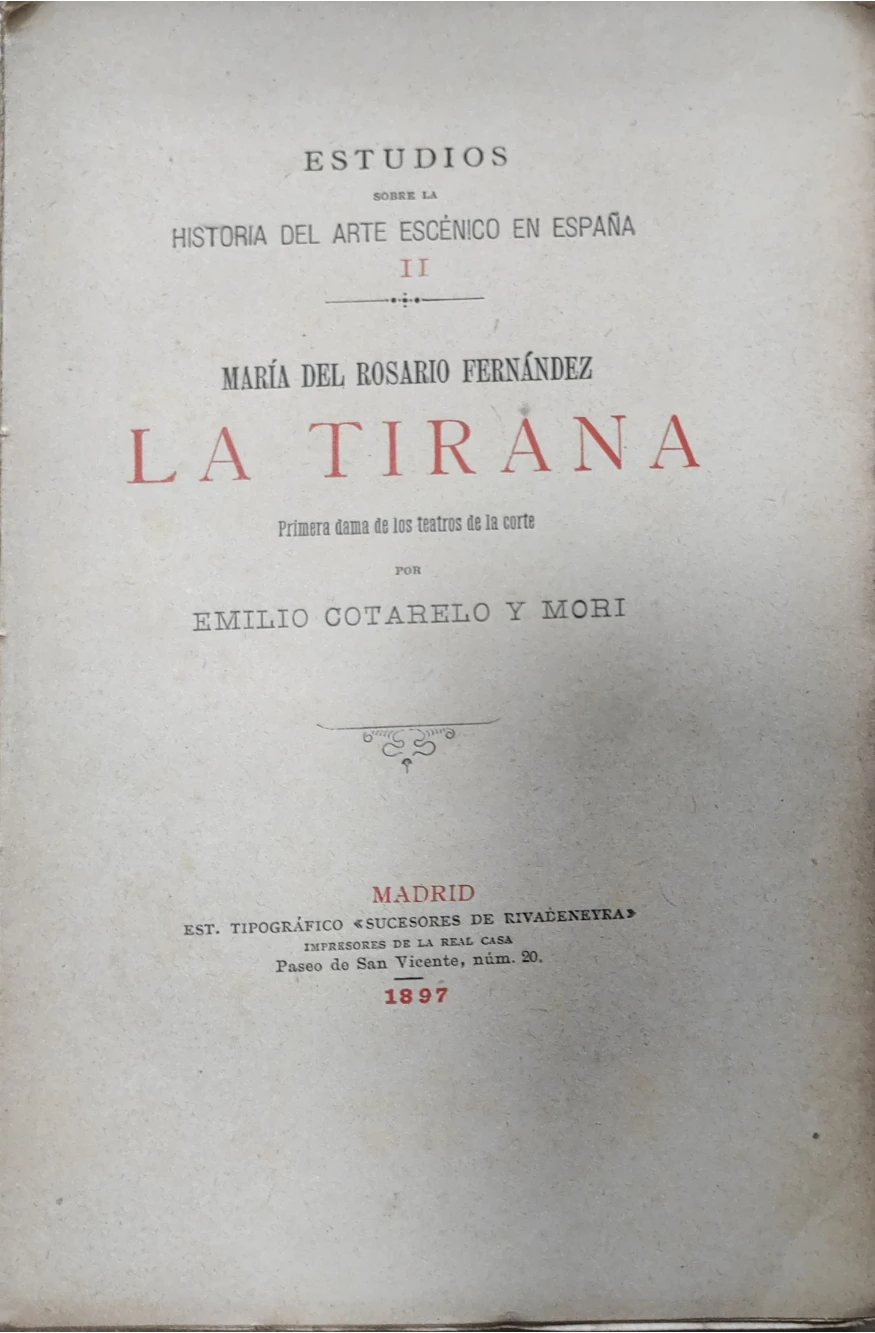 ESTUDIOS
SOBRE LA
HISTORIA DEL ARTE ESCÉNICO EN ESPAÑA
II
MARÍA DEL ROSARIO FERNÁNDEZ
LA TIRANA
Primera dama de los teatros de la corte
POR
EMILIO COTARELO Y MORI
MADRID
EST. TIPOGRÁFICO «SUCESORES DE RIVADENEYRA»
IMPRESORES DE LA REAL CASA
Paseo de San Vicente, núm. 20.
1897